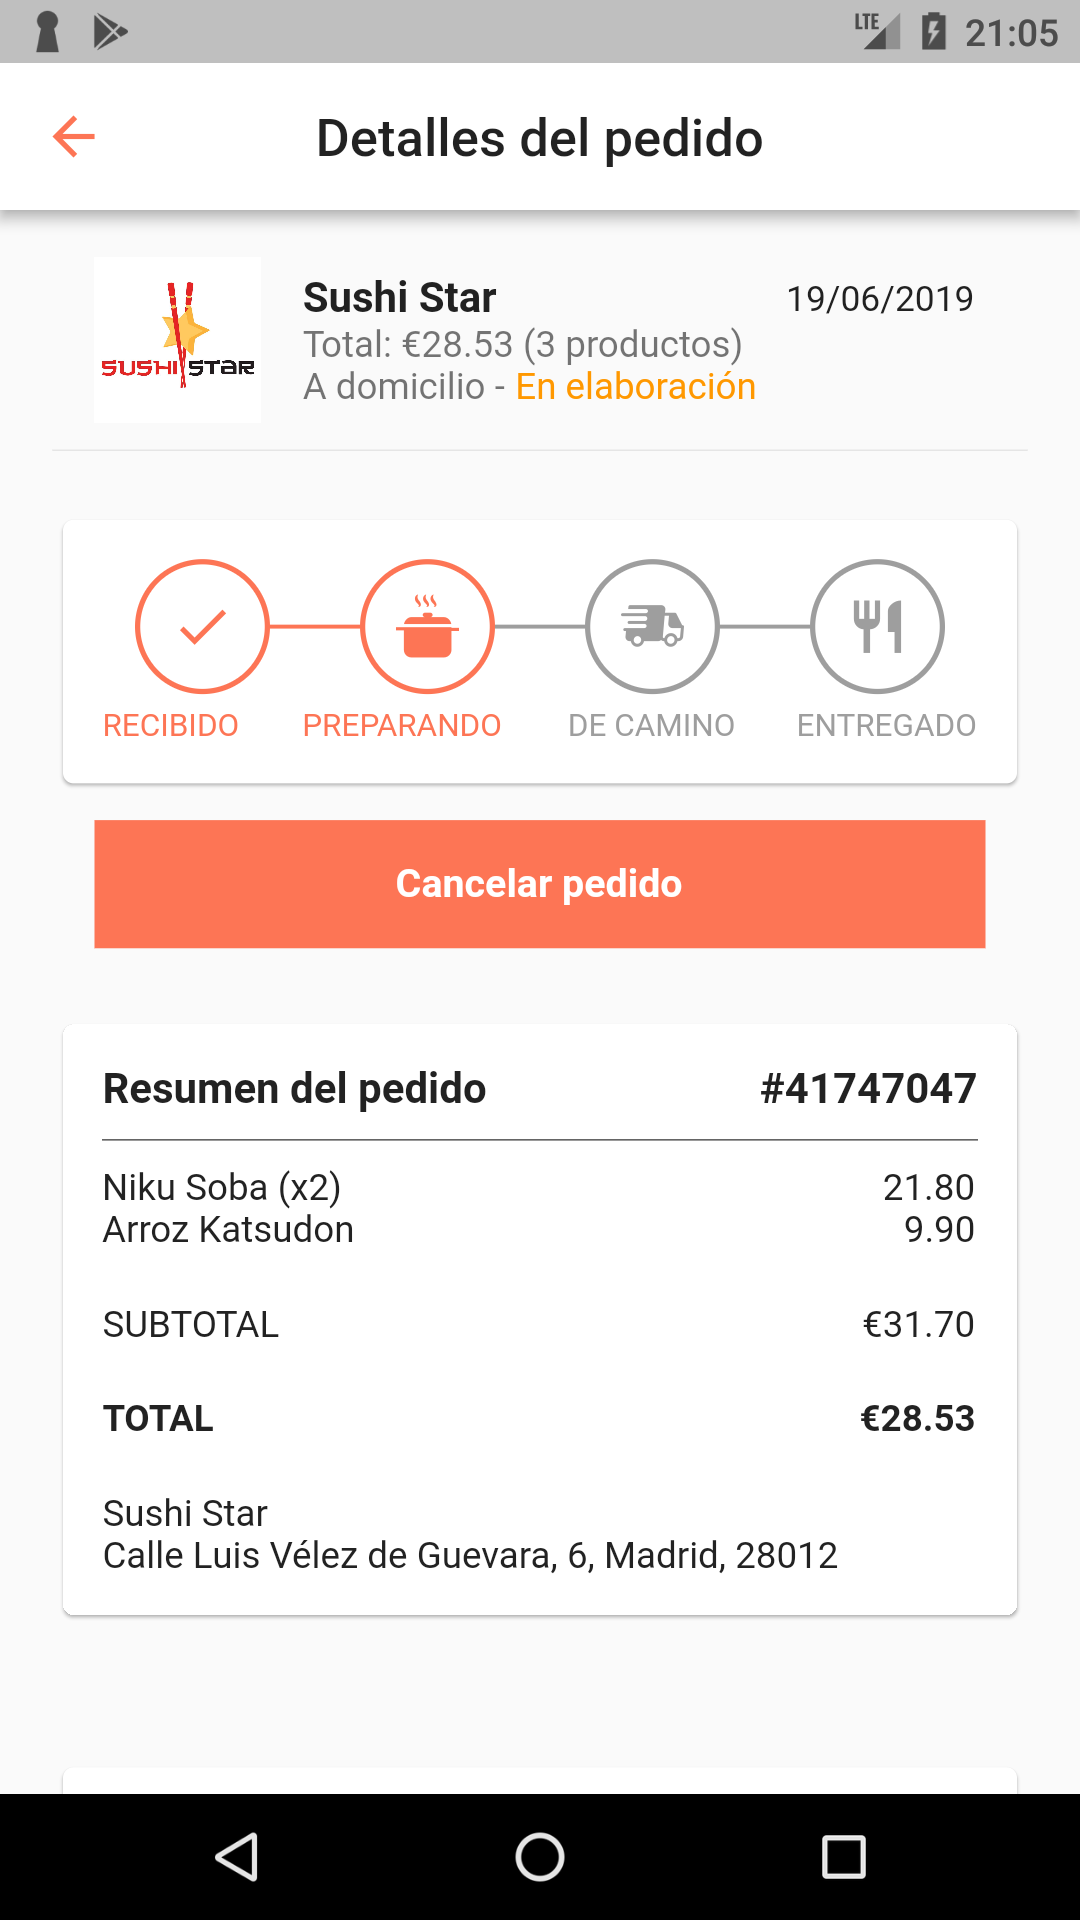 LTE 21:05
Detalles del pedido
SUSHI STAR
Sushi Star 19/06/2019
Total: €28.53 (3 productos)
A domicilio - En elaboración
RECIBIDO PREPARANDO DE CAMINO ENTREGADO
Cancelar pedido
Resumen del pedido #41747047
Niku Soba (x2) 21.80
Arroz Katsudon 9.90
SUBTOTAL €31.70
TOTAL €28.53
Sushi Star
Calle Luis Vélez de Guevara, 6, Madrid, 28012